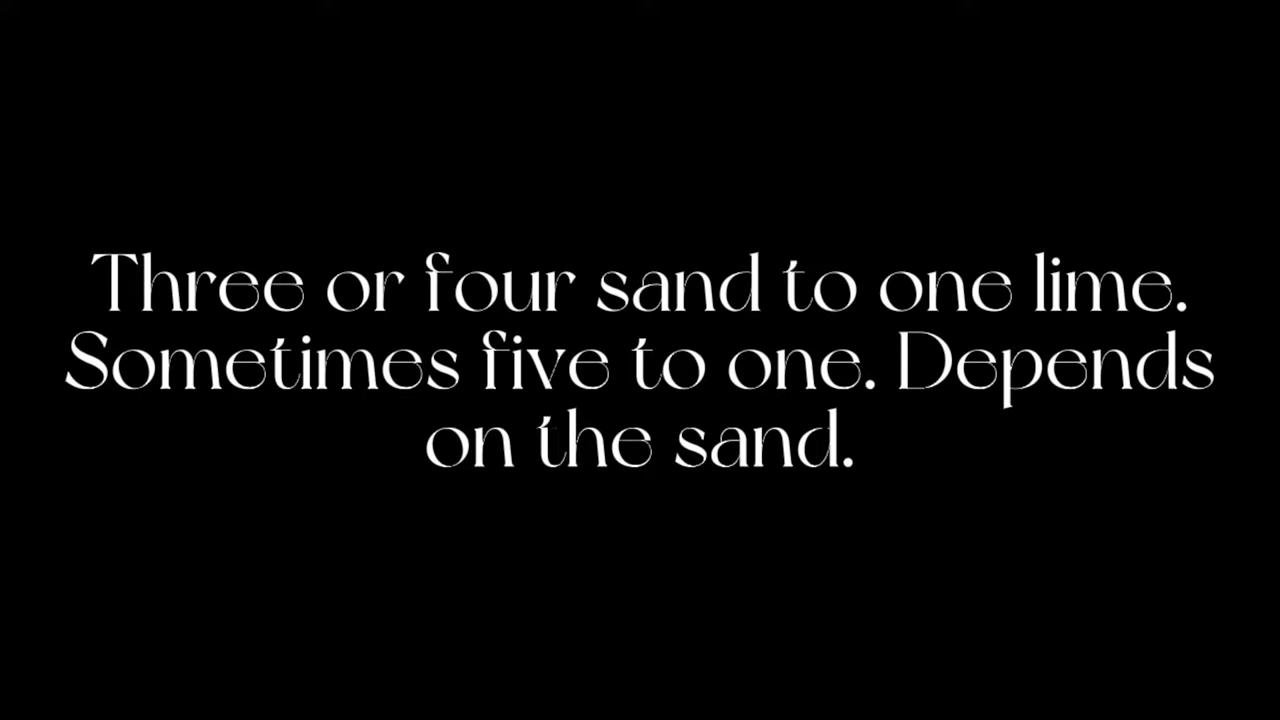 Three or four sand to one lime.
Sometimes five to one. Depends
on the sand.